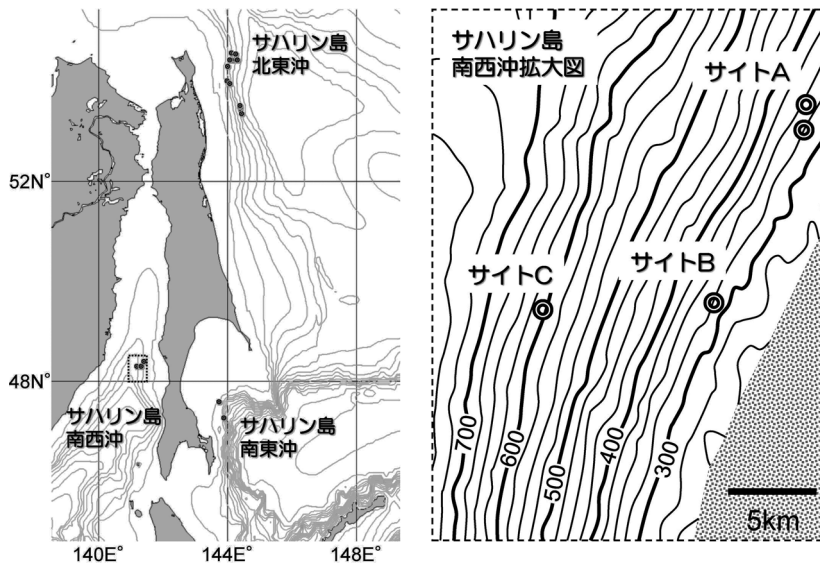 サハリン島
北東沖
52N°
48N°
サハリン島
南西沖
サハリン島
南東沖
140E°
144E°
148E°
サハリン島
南西沖拡大図
サイトA
サイトC
サイトB
700
600
500
400
300
5km